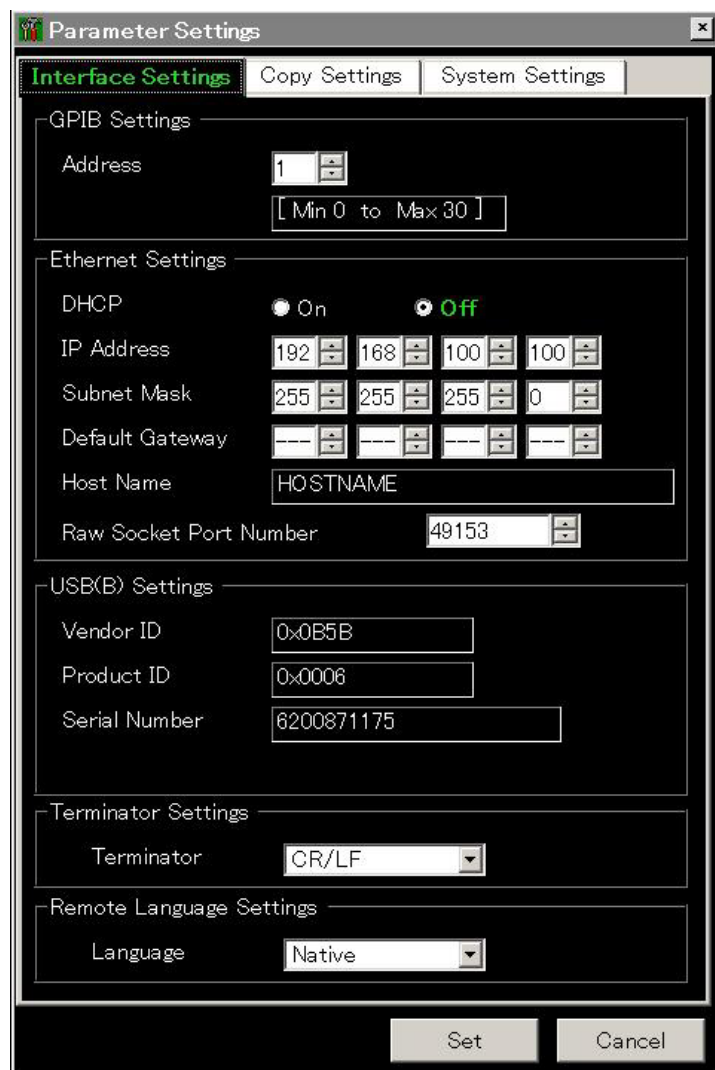 Parameter Settings
Interface Settings Copy Settings System Settings
GPIB Settings
Address 1
[ Min 0 to Max 30 ]
Ethernet Settings
DHCP On Off
IP Address 192 168 100 100
Subnet Mask 255 255 255 0
Default Gateway --- --- --- ---
Host Name HOSTNAME
Raw Socket Port Number 49153
USB(B) Settings
Vendor ID 0x0B5B
Product ID 0x0006
Serial Number 6200871175
Terminator Settings
Terminator CR/LF
Remote Language Settings
Language Native
Set Cancel